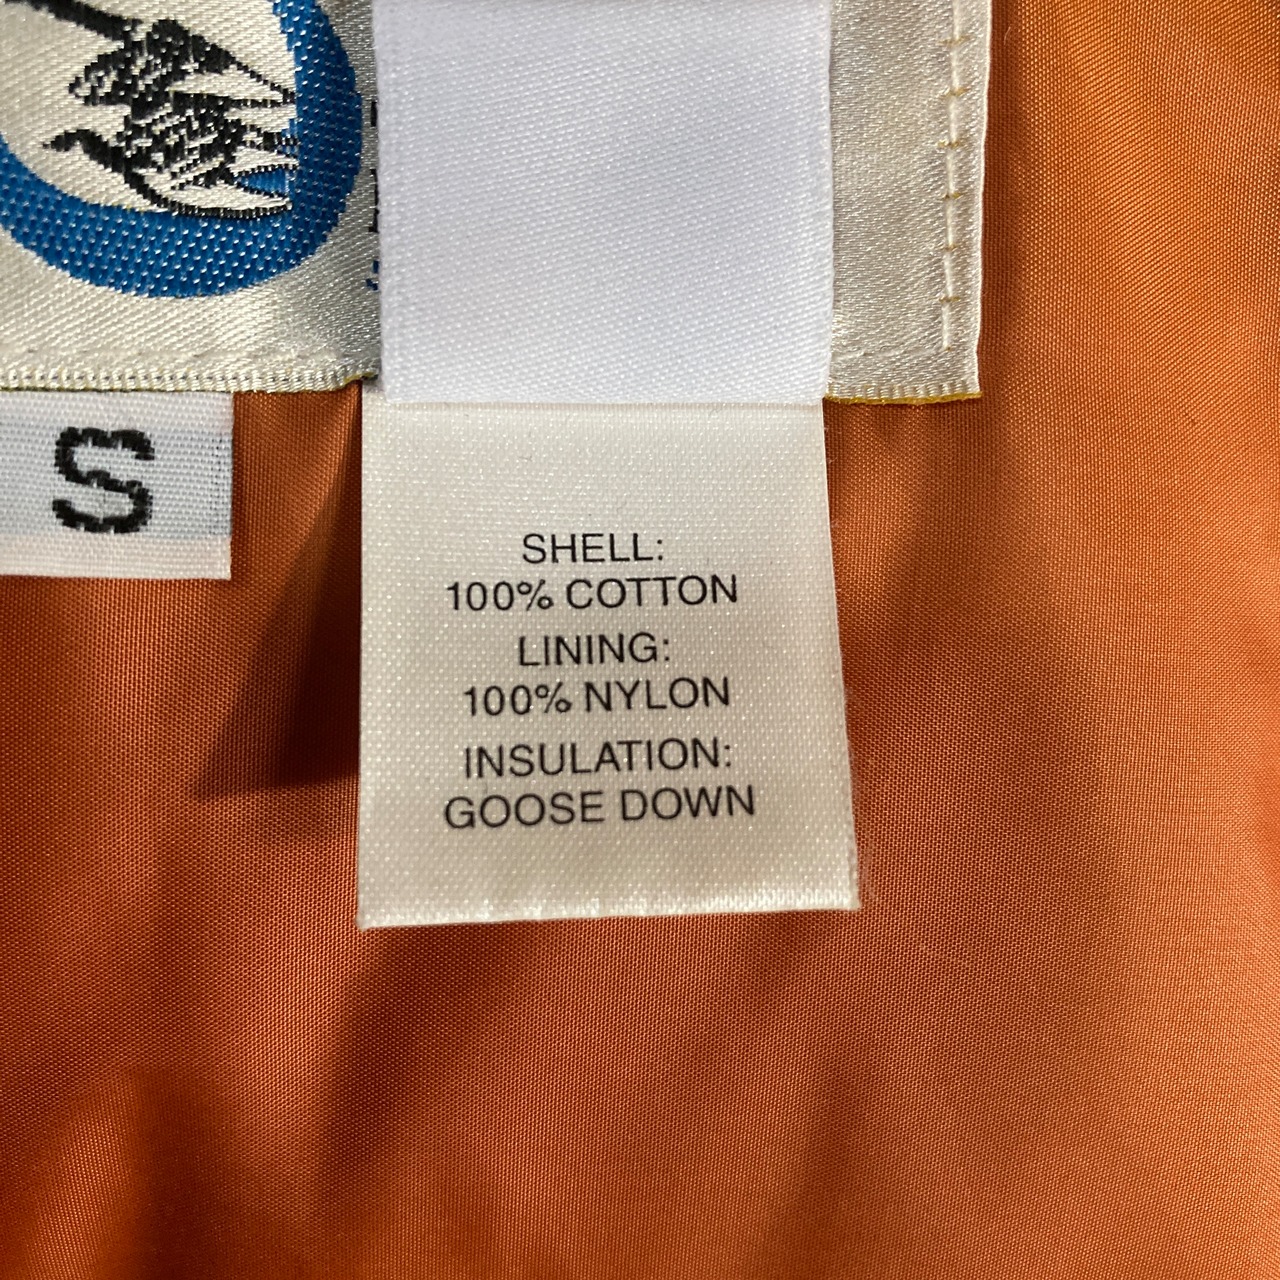 S
SHELL:
100% COTTON
LINING:
100% NYLON
INSULATION:
GOOSE DOWN